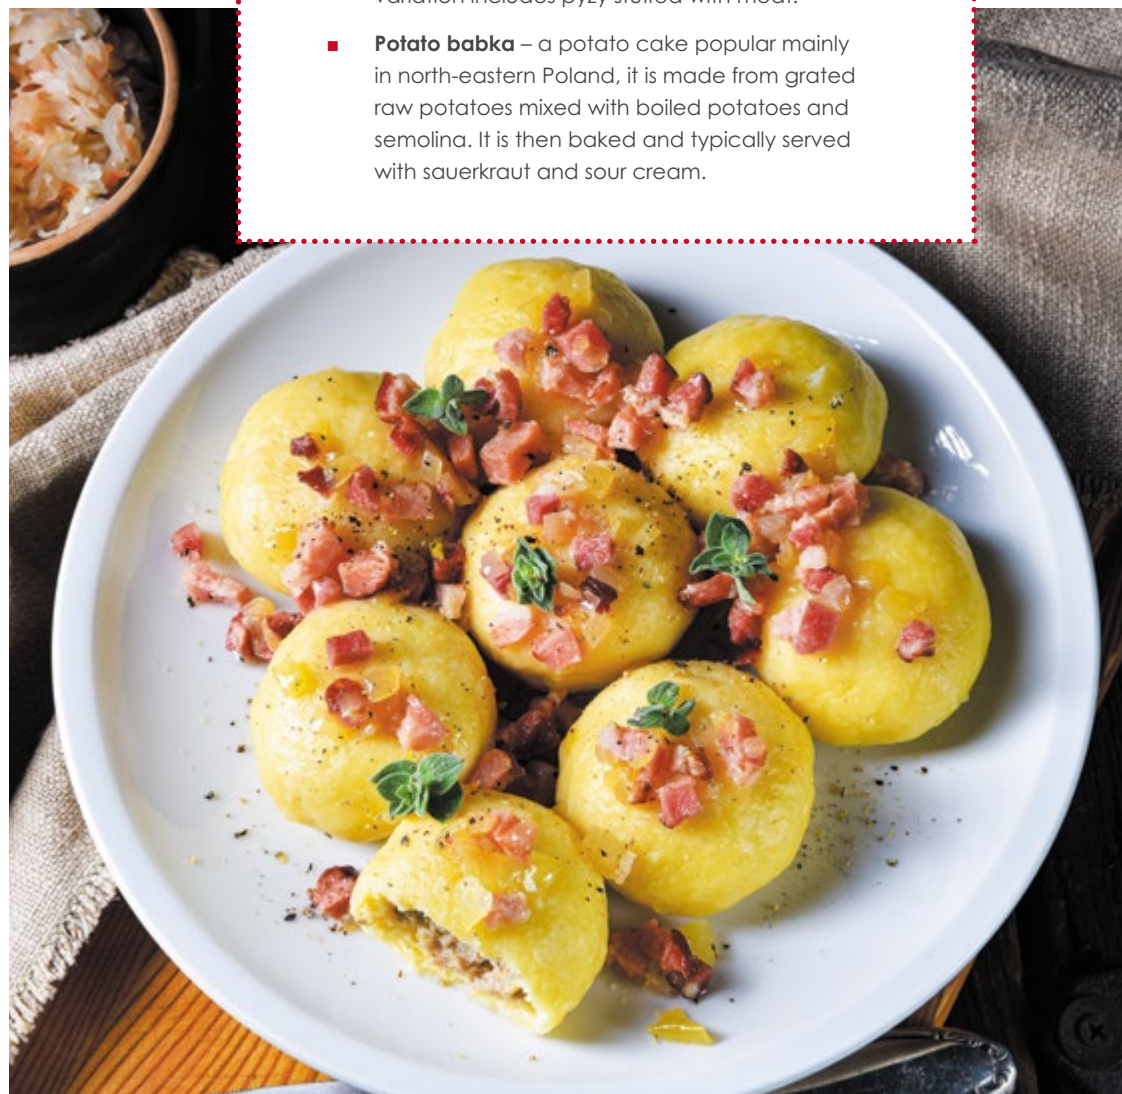 variation includes pyzy stuffed with meat.
■ Potato babka – a potato cake popular mainly
in north-eastern Poland, it is made from grated
raw potatoes mixed with boiled potatoes and
semolina. It is then baked and typically served
with sauerkraut and sour cream.